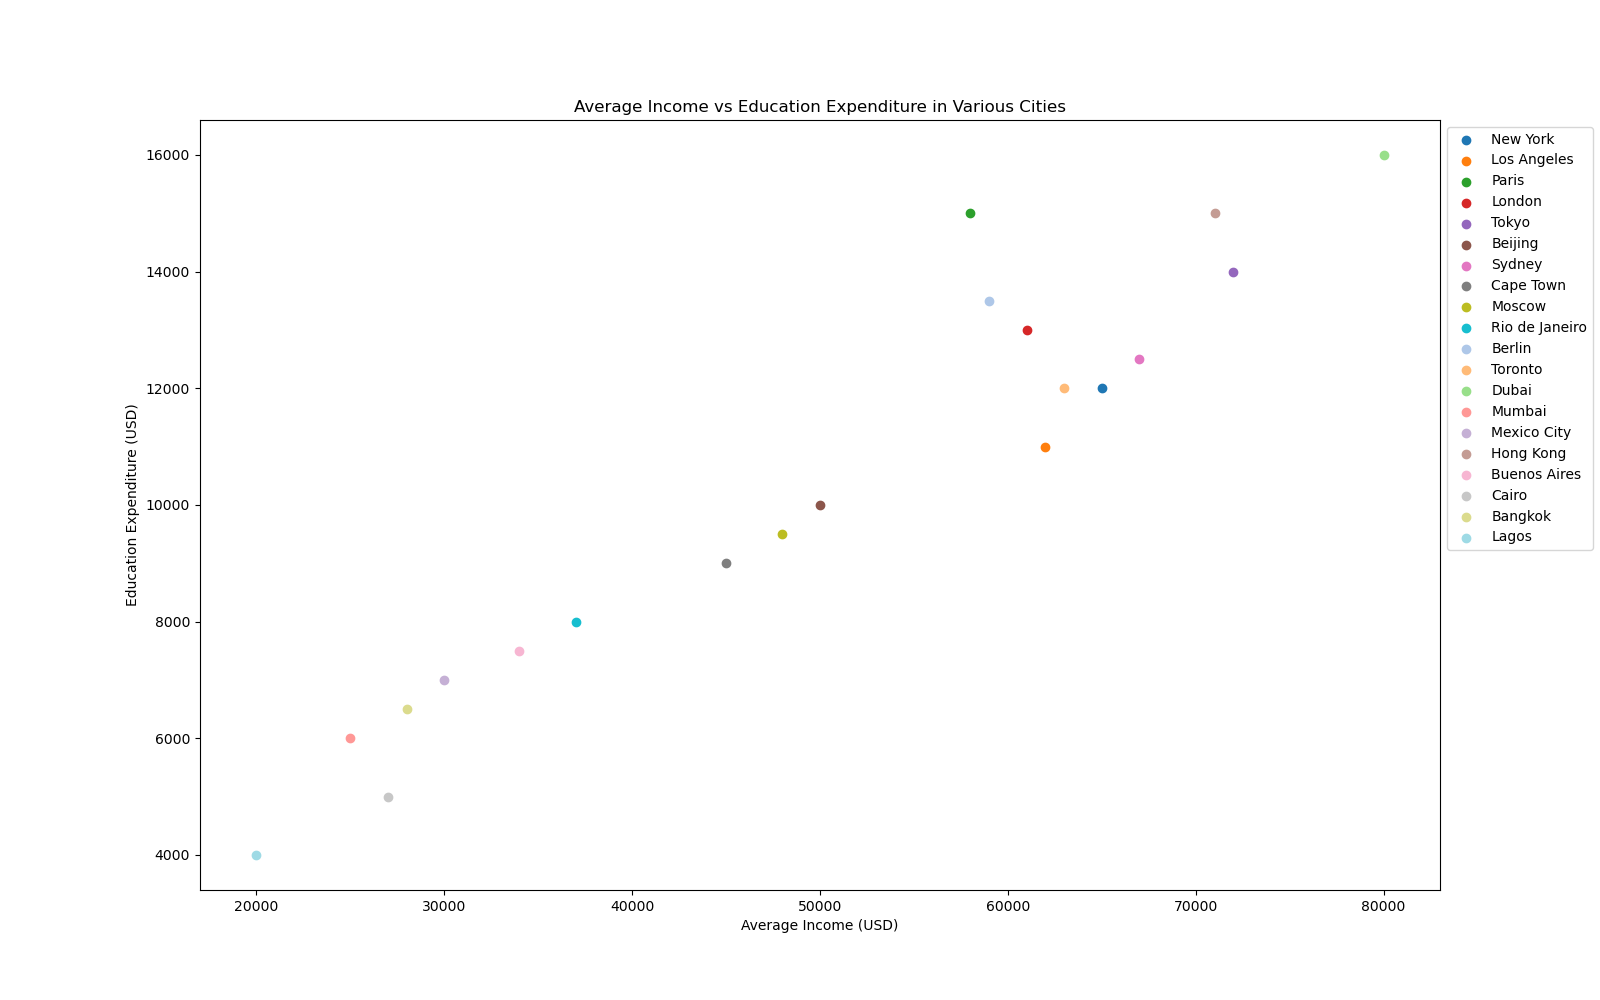 Average Income vs Education Expenditure in Various Cities
Education Expenditure (USD)
16000
14000
12000
10000
8000
6000
4000
20000 30000 40000 50000 60000 70000 80000
Average Income (USD)
New York
Los Angeles
Paris
London
Tokyo
Beijing
Sydney
Cape Town
Moscow
Rio de Janeiro
Berlin
Toronto
Dubai
Mumbai
Mexico City
Hong Kong
Buenos Aires
Cairo
Bangkok
Lagos